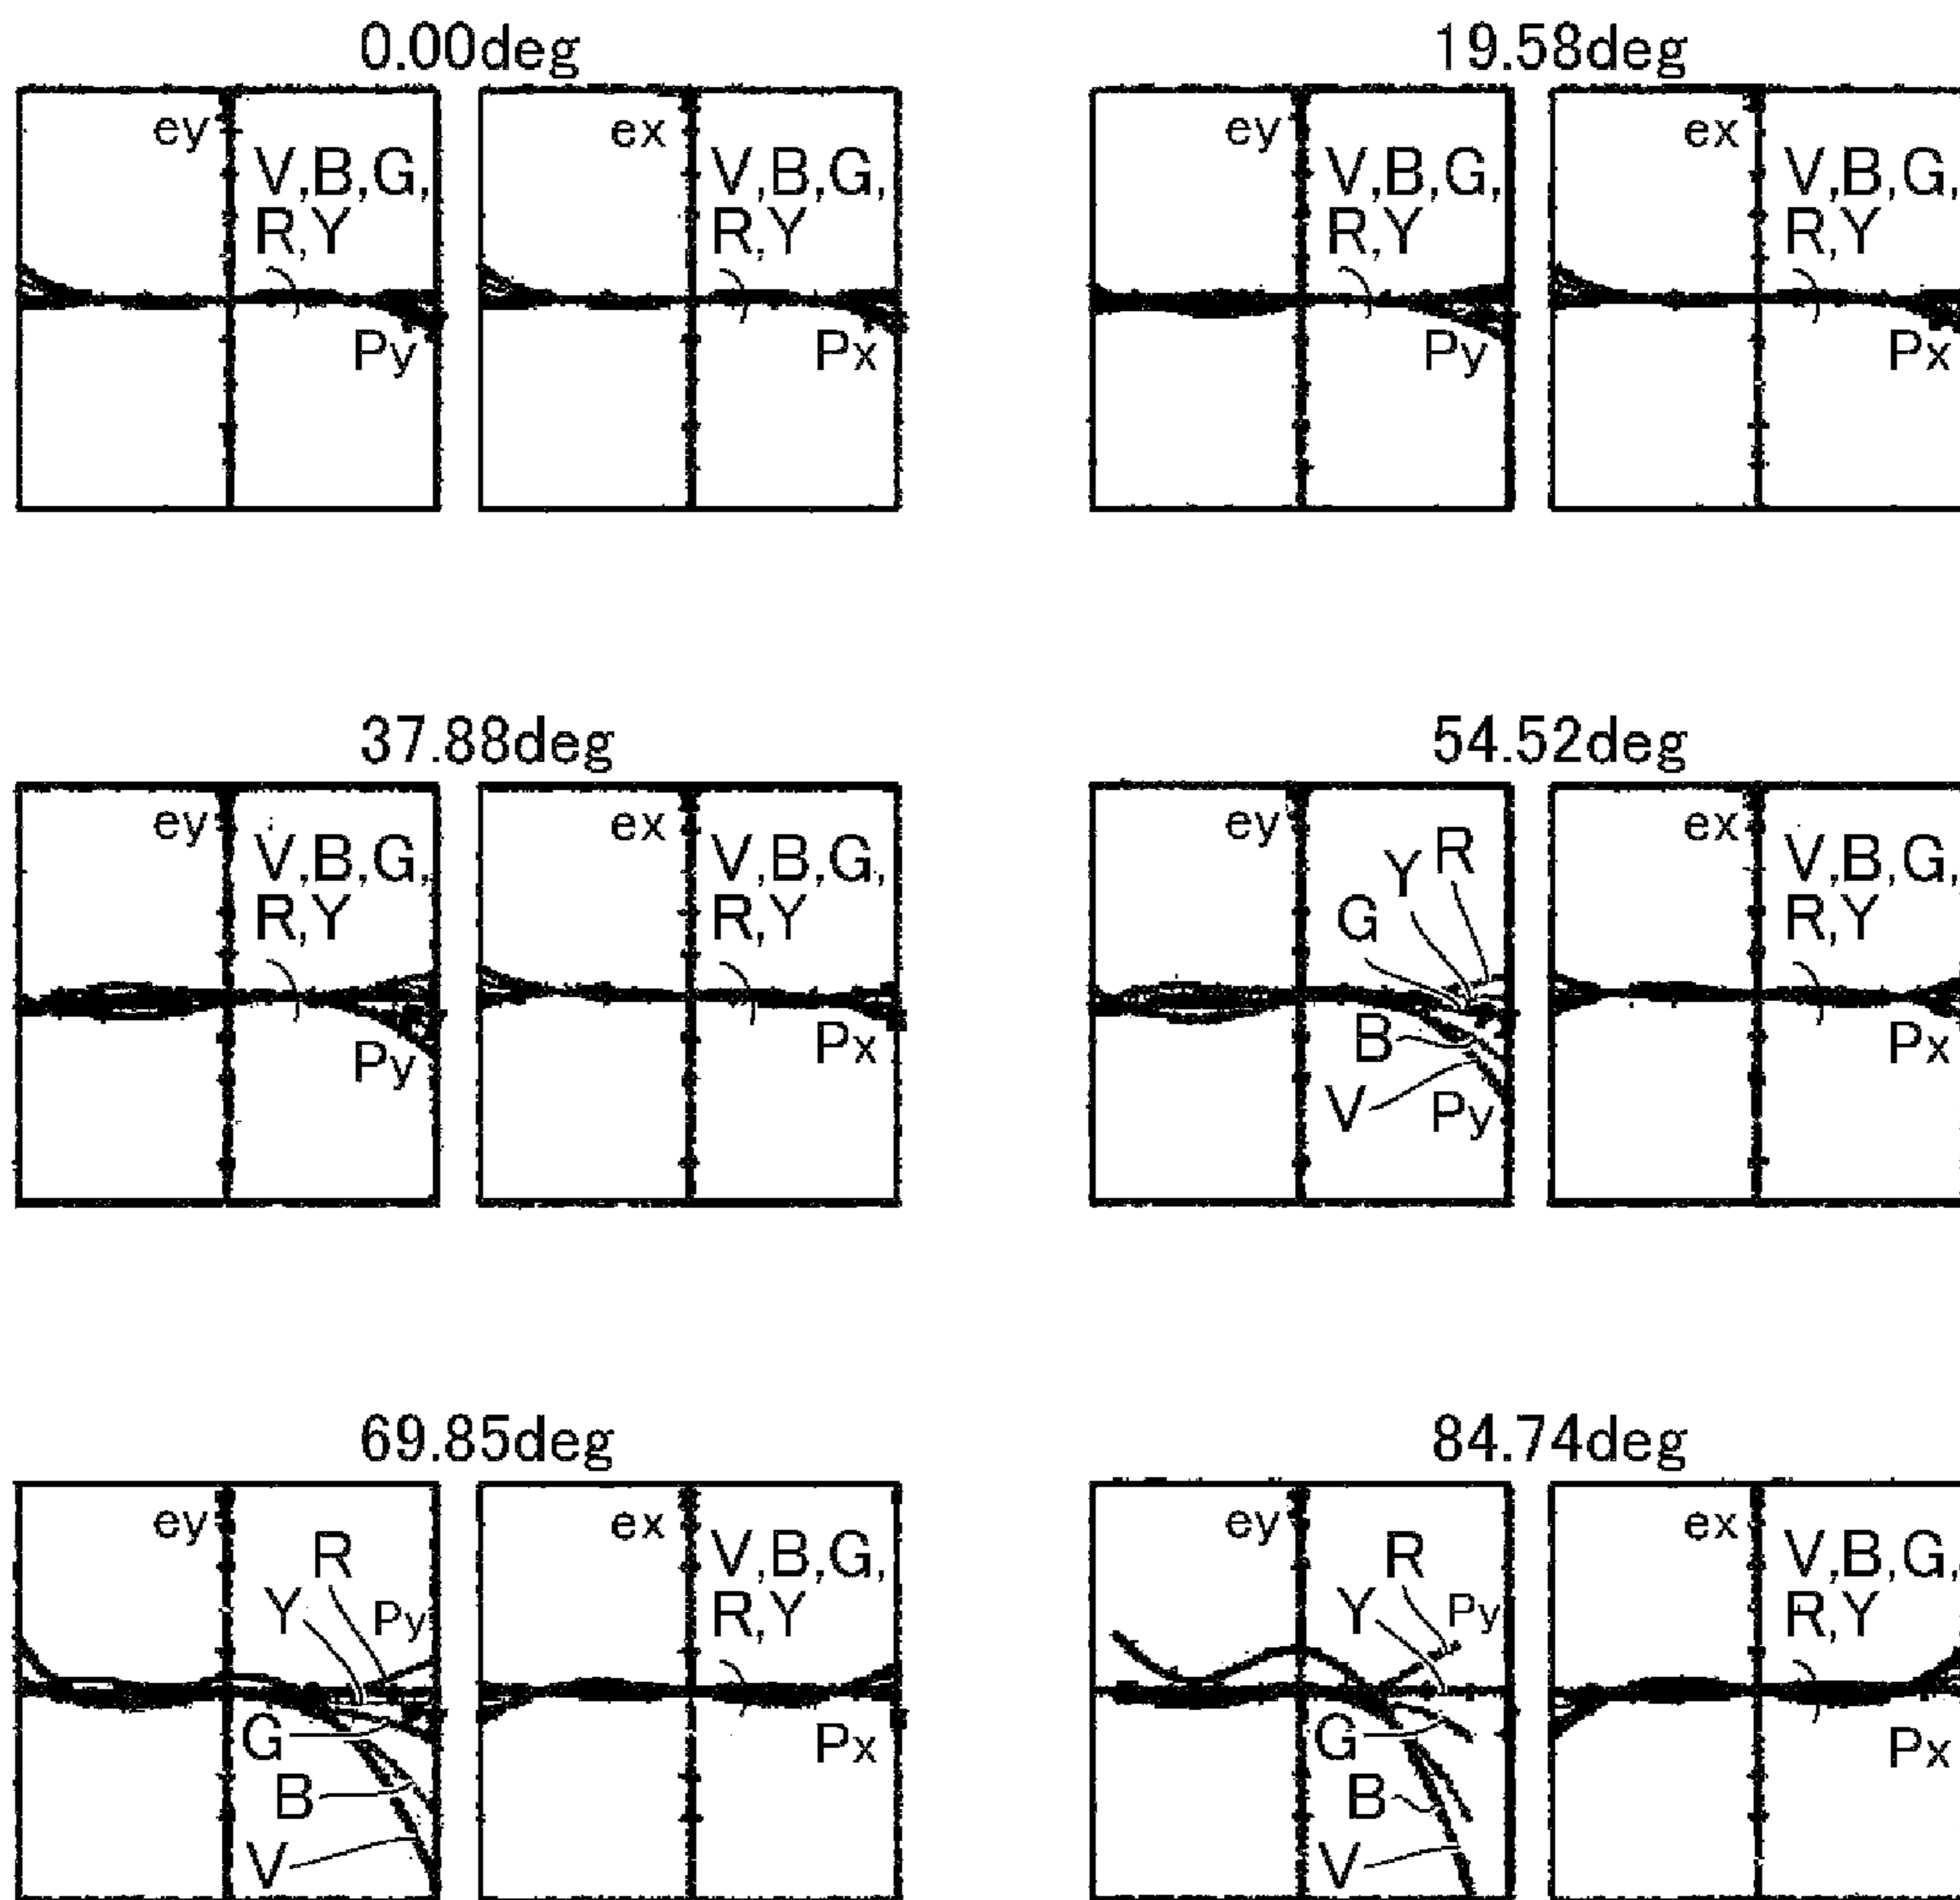 0.00deg
ey
V,B,G,
R,Y
Py
ex
V,B,G,
R,Y
Px
19.58deg
ey
V,B,G,
R,Y
Py
ex
V,B,G,
R,Y
Px
37.88deg
ey
V,B,G,
R,Y
Py
ex
V,B,G,
R,Y
Px
54.52deg
ey
R
Y
G
B
V
Py
ex
V,B,G,
R,Y
Px
69.85deg
ey
R
Y
Py
G
B
V
ex
V,B,G,
R,Y
Px
84.74deg
ey
R
Y
Py
G
B
V
ex
V,B,G,
R,Y
Px